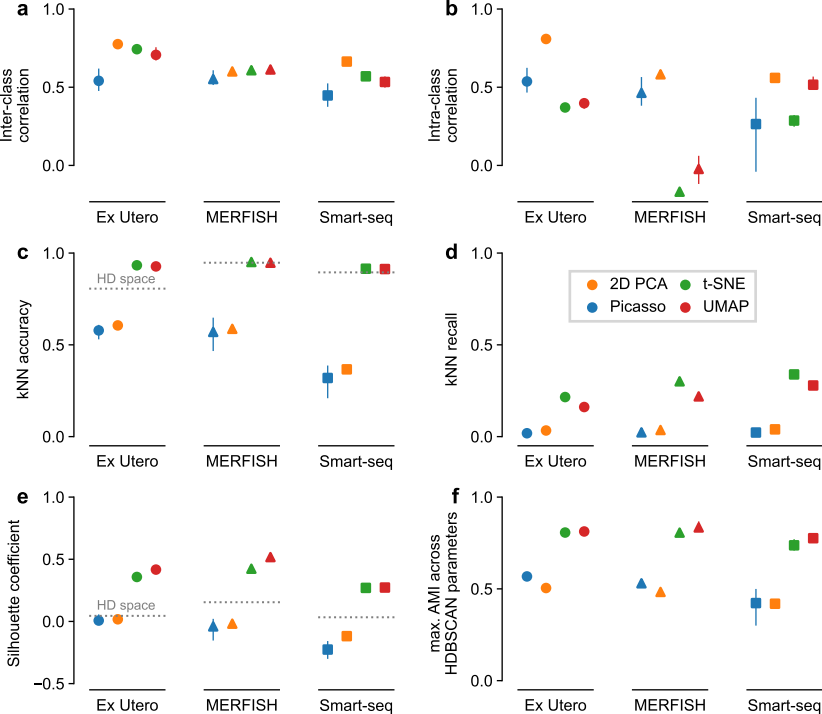 a
Inter-class
correlation
1.0
0.5
0.0
Ex Utero MERFISH Smart-seq
b
Intra-class
correlation
1.0
0.5
0.0
Ex Utero MERFISH Smart-seq
c
kNN accuracy
1.0
0.5
0.0
HD space
Ex Utero MERFISH Smart-seq
d
kNN recall
1.0
0.5
0.0
2D PCA t-SNE
Picasso UMAP
Ex Utero MERFISH Smart-seq
e
Silhouette coefficient
1.0
0.5
0.0
−0.5
HD space
Ex Utero MERFISH Smart-seq
f
max. AMI across
HDBSCAN parameters
1.0
0.5
0.0
Ex Utero MERFISH Smart-seq